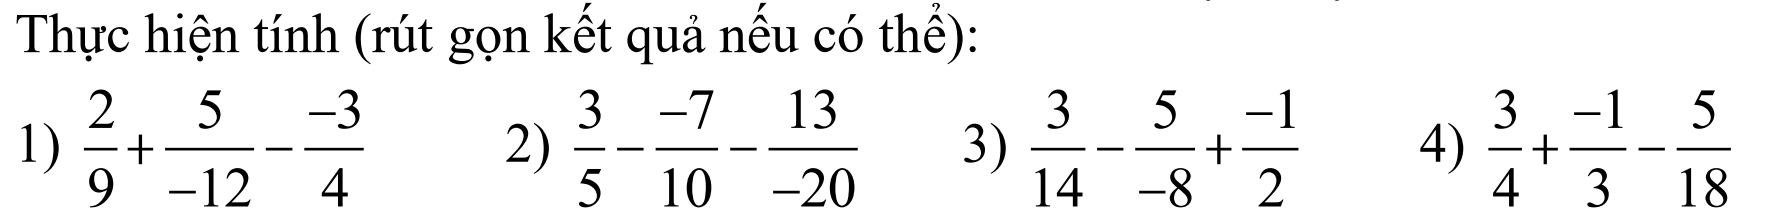 Thực hiện tính (rút gọn kết quả nếu có thể):
1) 2/9 + 5/−12 − −3/4 2) 3/5 − −7/10 − 13/−20 3) 3/14 − 5/−8 + −1/2 4) 3/4 + −1/3 − 5/18